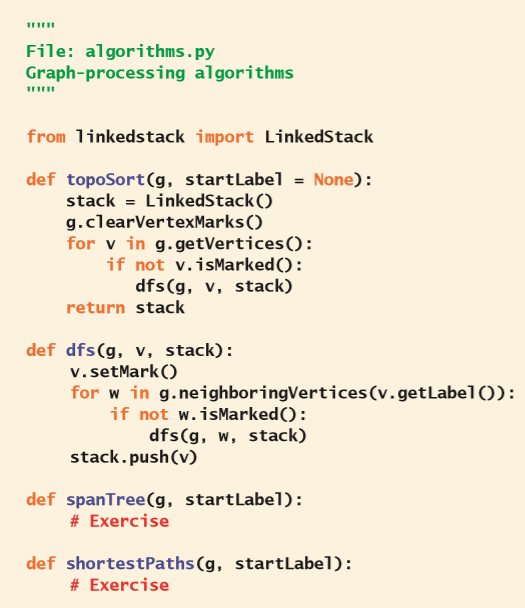 """
File: algorithms.py
Graph-processing algorithms
"""

from linkedstack import LinkedStack

def topoSort(g, startLabel = None):
    stack = LinkedStack()
    g.clearVertexMarks()
    for v in g.getVertices():
        if not v.isMarked():
           dfs(g, v, stack)
    return stack

def dfs(g, v, stack):
    v.setMark()
    for w in g.neighboringVertices(v.getLabel()):
        if not w.isMarked():
            dfs(g, w, stack)
    stack.push(v)

def spanTree(g, startLabel):
    # Exercise

def shortestPaths(g, startLabel):
    # Exercise